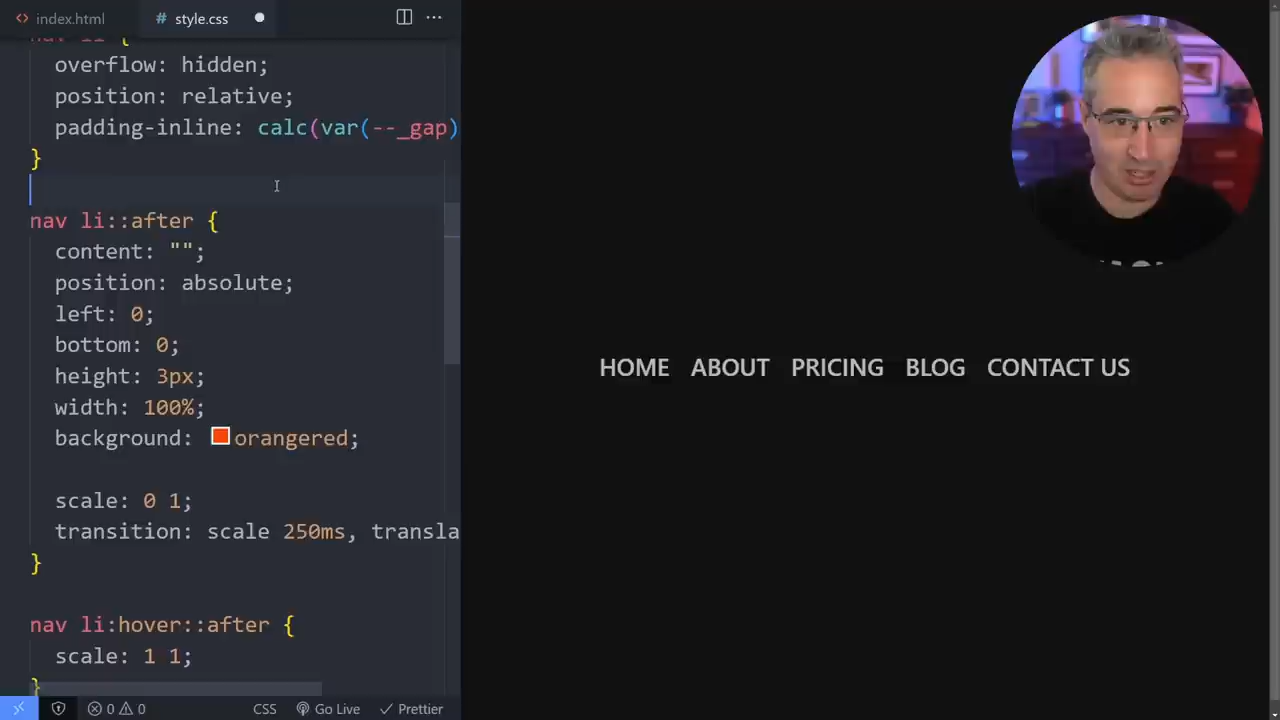 index.html
# style.css
nav li {
overflow: hidden;
position: relative;
padding-inline: calc(var(--_gap)
}
nav li::after {
content: "";
position: absolute;
left: 0;
bottom: 0;
height: 3px;
width: 100%;
background: orangered;
scale: 0 1;
transition: scale 250ms, transla
}
nav li:hover::after {
scale: 1 1;
}
HOME ABOUT PRICING BLOG CONTACT US
0 0 CSS Go Live Prettier